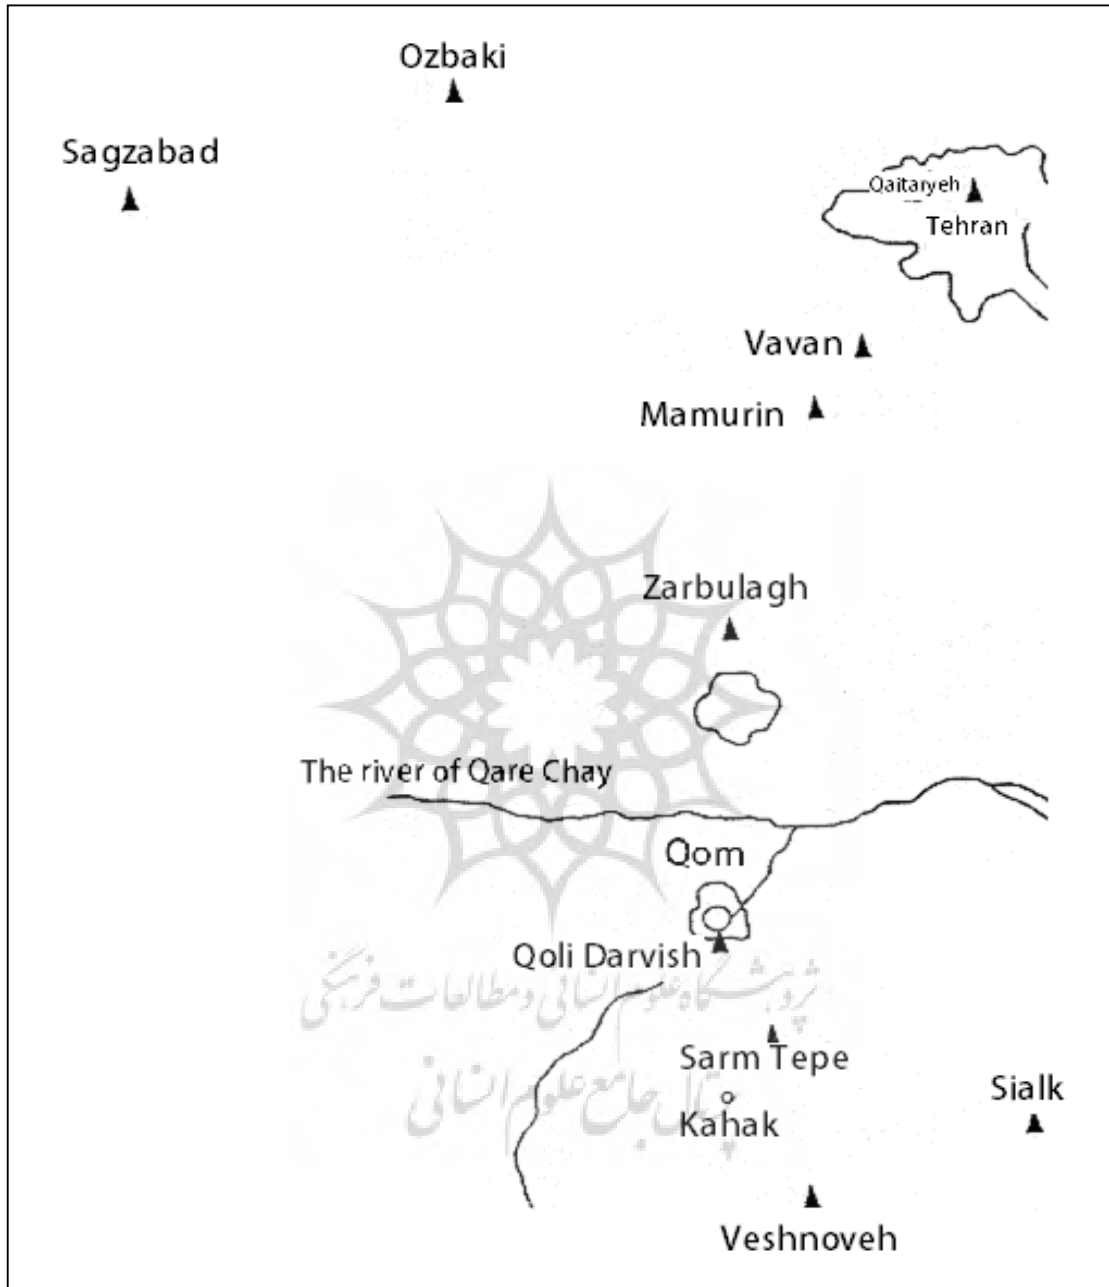 Ozbaki
Sagzabad
Qaitaryeh
Tehran
Vavan
Mamurin
Zarbulagh
The river of Qare Chay
Qom
Qoli Darvish
پژوهشگاه علوم انسانی و مطالعات فرهنگی
Sarm Tepe
پرتال جامع علوم انسانی
Sialk
Kahak
Veshnoveh